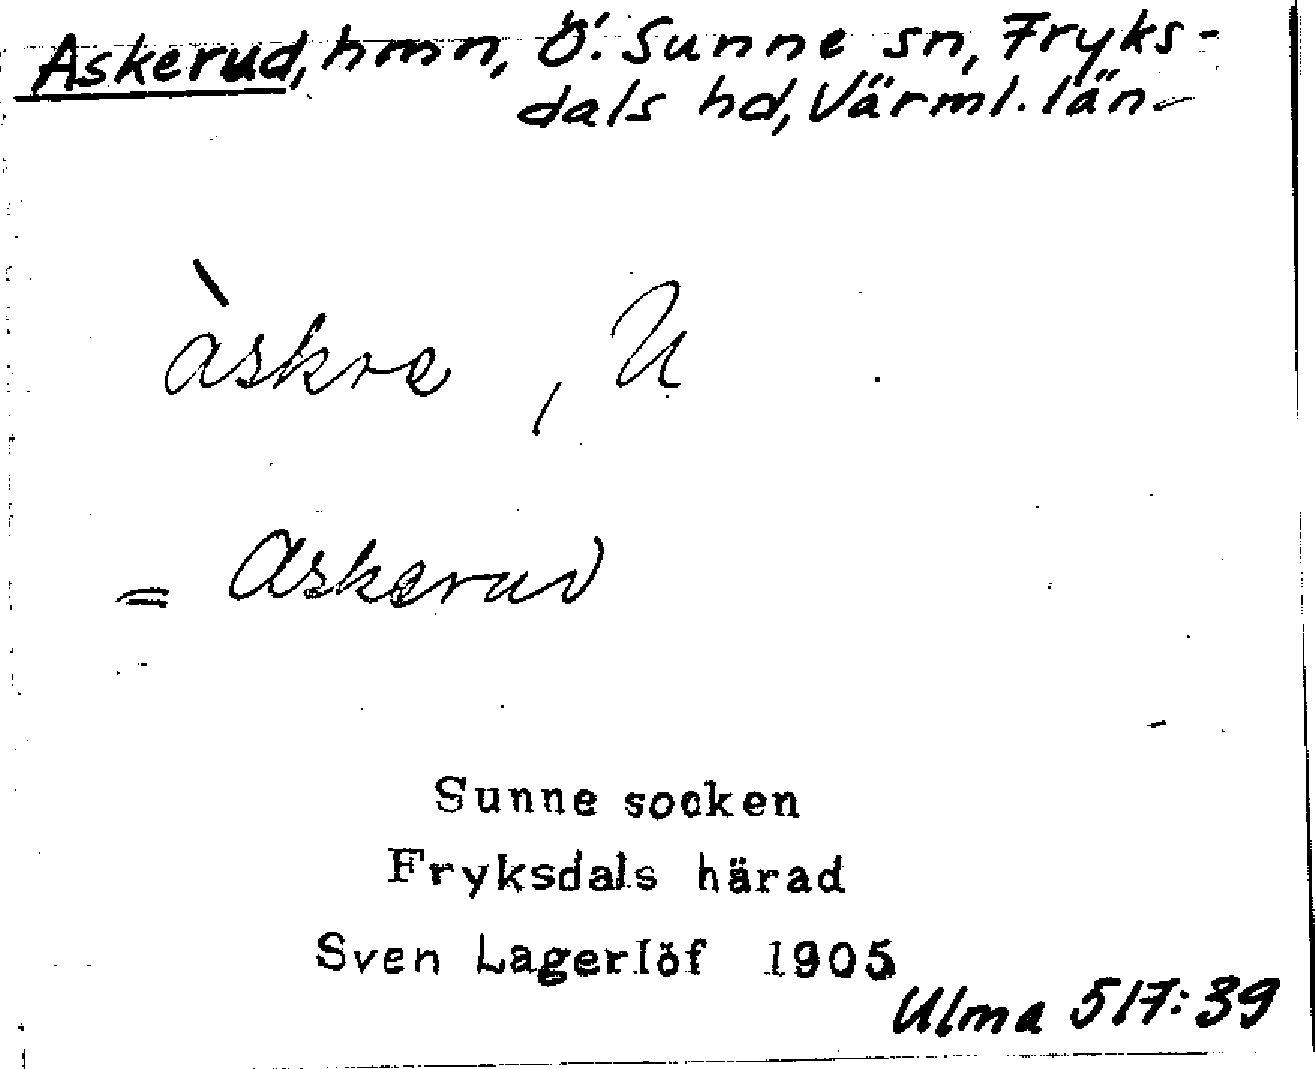 Askerud, hmn, Ö. Sunne sn, Fryks-
dals hd, Värml. län
àskre, U
= Askerud
Sunne socken
Fryksdals härad
Sven Lagerlöf 1905
Ulma 517:39